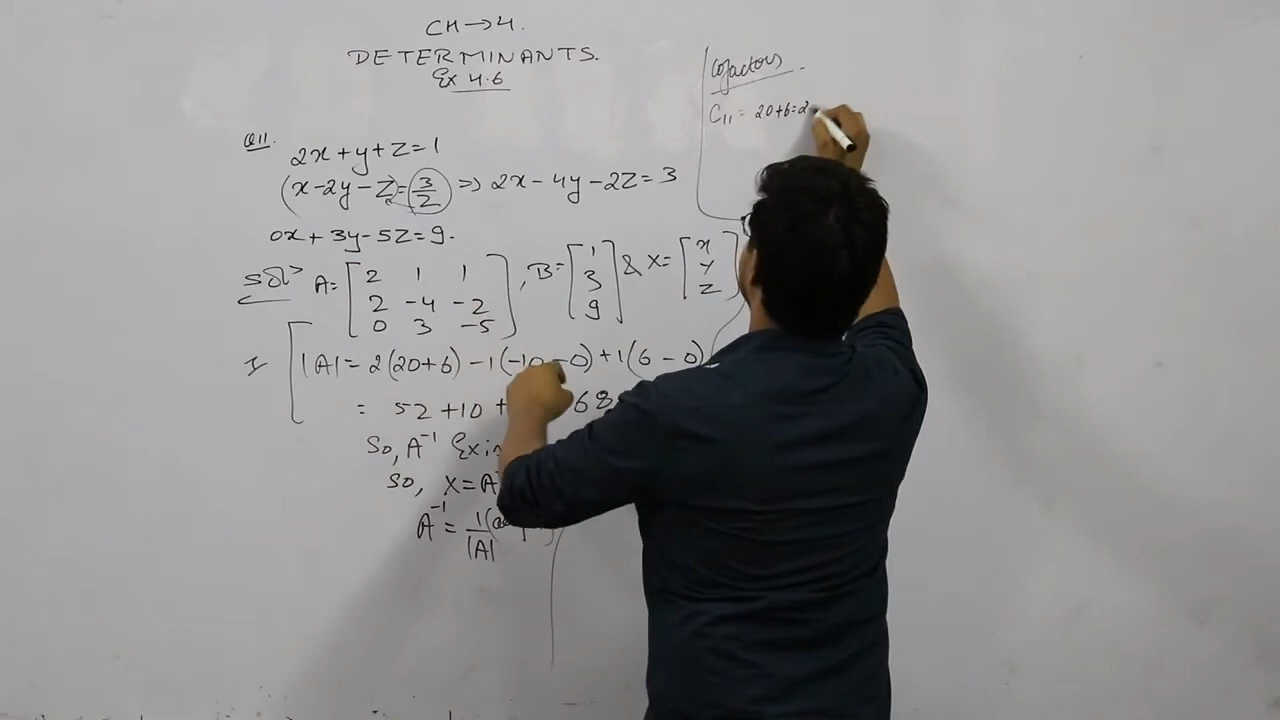 CH→4.
DETERMINANTS.
Ex 4.6
Q11. 2x+y+z=1
(x-2y-z)=3/2 => 2x-4y-2z=3
0x+3y-5z=9.
Sol> A=[2 1 1
2 -4 -2
0 3 -5], B=[1
3
9] & X=[x
y
z]
I |A|=2(20+6)-1(-10-0)+1(6-0)
= 52+10+ 68
So, A⁻¹
so, X=A
A⁻¹=1/|A|
Cofactors
C₁₁= 20+6=2